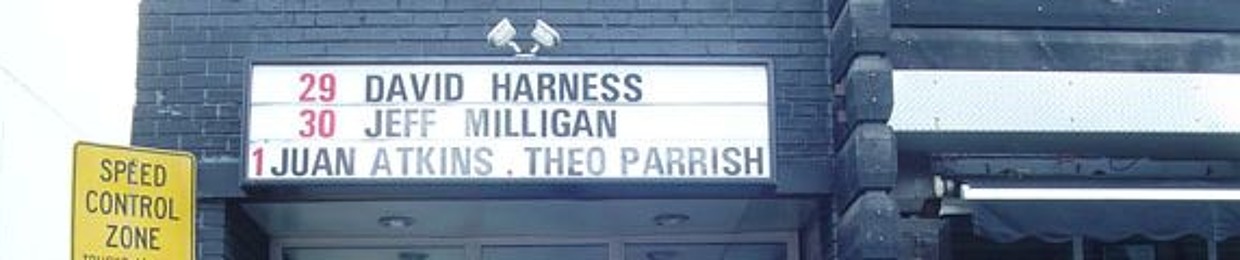 29 DAVID HARNESS
30 JEFF MILLIGAN
1 JUAN ATKINS . THEO PARRISH
SPEED
CONTROL
ZONE